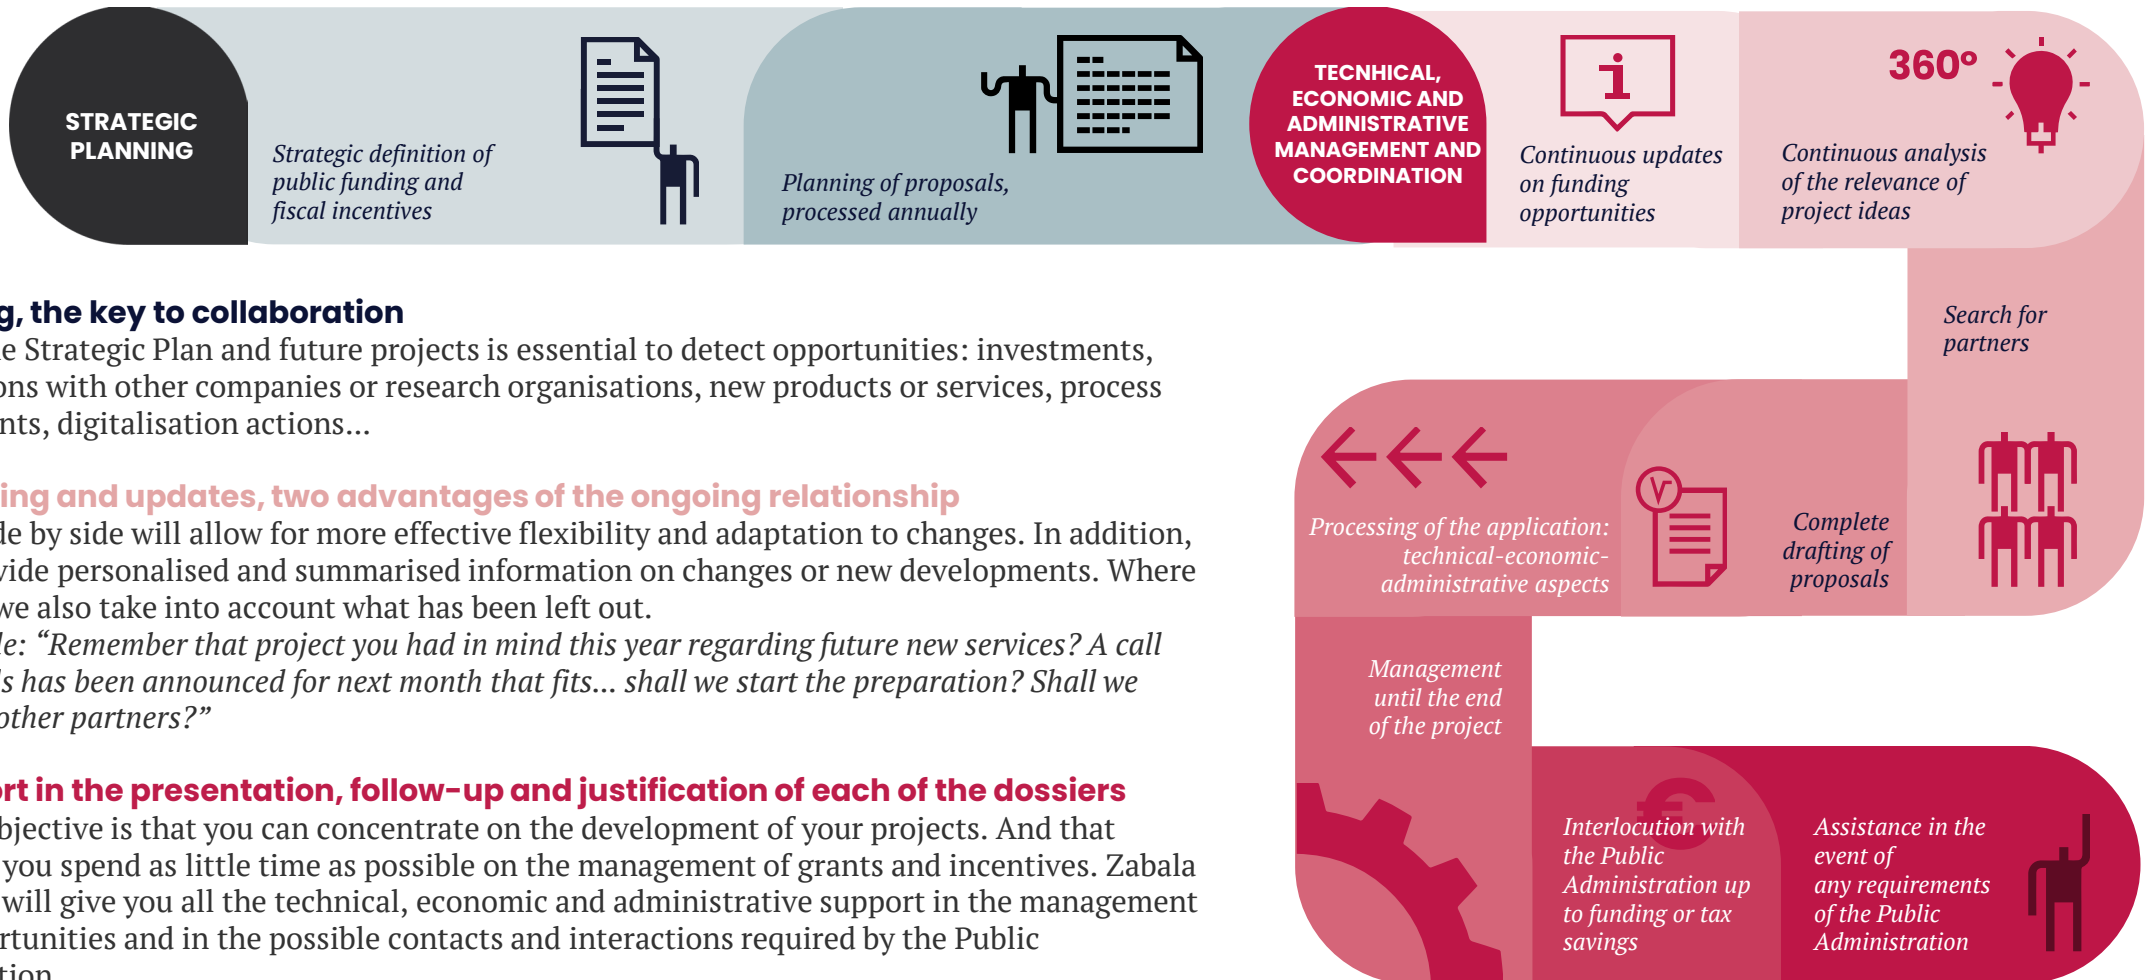 STRATEGIC
PLANNING
Strategic definition of
public funding and
fiscal incentives
Planning of proposals,
processed annually
TECNHICAL,
ECONOMIC AND
ADMINISTRATIVE
MANAGEMENT AND
COORDINATION
i
Continuous updates
on funding
opportunities
360º
Continuous analysis
of the relevance of
project ideas
Search for
partners
Complete
drafting of
proposals
Processing of the application:
technical-economic-
administrative aspects
Management
until the end
of the project
€
Interlocution with
the Public
Administration up
to funding or tax
savings
Assistance in the
event of
any requirements
of the Public
Administration
g, the key to collaboration
e Strategic Plan and future projects is essential to detect opportunities: investments,
ons with other companies or research organisations, new products or services, process
nts, digitalisation actions...
ing and updates, two advantages of the ongoing relationship
de by side will allow for more effective flexibility and adaptation to changes. In addition,
vide personalised and summarised information on changes or new developments. Where
we also take into account what has been left out.
le: “Remember that project you had in mind this year regarding future new services? A call
ls has been announced for next month that fits... shall we start the preparation? Shall we
other partners?”
ort in the presentation, follow-up and justification of each of the dossiers
bjective is that you can concentrate on the development of your projects. And that
you spend as little time as possible on the management of grants and incentives. Zabala
will give you all the technical, economic and administrative support in the management
rtunities and in the possible contacts and interactions required by the Public
tion